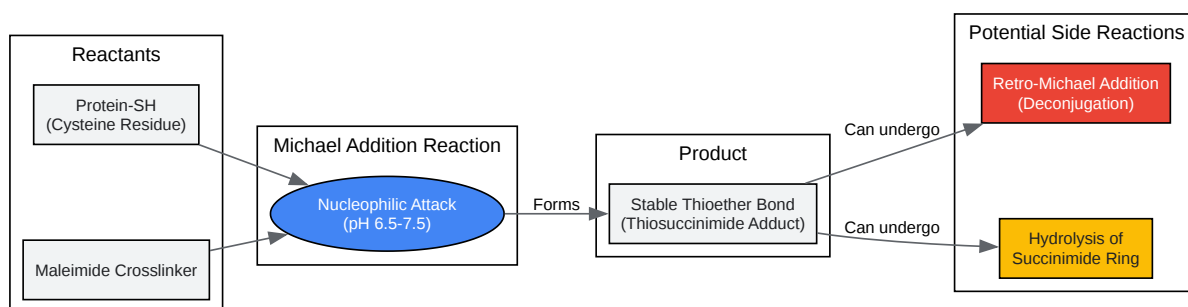 Reactants
Protein-SH
(Cysteine Residue)
Maleimide Crosslinker
Michael Addition Reaction
Nucleophilic Attack
(pH 6.5-7.5)
Forms
Product
Stable Thioether Bond
(Thiosuccinimide Adduct)
Can undergo
Can undergo
Potential Side Reactions
Retro-Michael Addition
(Deconjugation)
Hydrolysis of
Succinimide Ring